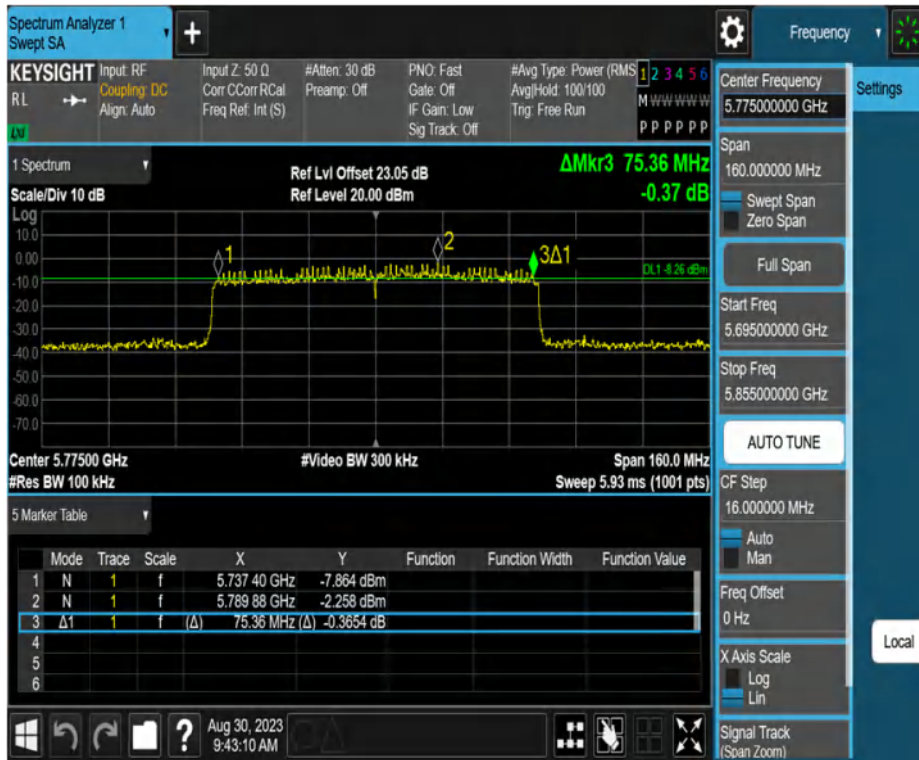 Spectrum Analyzer 1
Swept SA
+
Frequency
KEYSIGHT
RL
LXI
Input: RF
Coupling: DC
Align: Auto
Input Z: 50 Ω
Corr CCorr RCal
Freq Ref: Int (S)
#Atten: 30 dB
Preamp: Off
PNO: Fast
Gate: Off
IF Gain: Low
Sig Track: Off
#Avg Type: Power (RMS
Avg|Hold: 100/100
Trig: Free Run
1 2 3 4 5 6
M W W W W W
P P P P P P
1 Spectrum
Scale/Div 10 dB
Ref Lvl Offset 23.05 dB
Ref Level 20.00 dBm
ΔMkr3 75.36 MHz
-0.37 dB
Log
10.0
0.00
-10.0
-20.0
-30.0
-40.0
-50.0
-60.0
-70.0
1
2
3Δ1
DL1 -8.26 dBm
Center 5.77500 GHz
#Video BW 300 kHz
Span 160.0 MHz
#Res BW 100 kHz
Sweep 5.93 ms (1001 pts)
5 Marker Table
Mode Trace Scale X Y Function Function Width Function Value
1 N 1 f 5.737 40 GHz -7.864 dBm
2 N 1 f 5.789 88 GHz -2.258 dBm
3 Δ1 1 f (Δ) 75.36 MHz (Δ) -0.3654 dB
4
5
6
?
Aug 30, 2023
9:43:10 AM
Center Frequency
5.775000000 GHz
Span
160.000000 MHz
Swept Span
Zero Span
Full Span
Start Freq
5.695000000 GHz
Stop Freq
5.855000000 GHz
AUTO TUNE
CF Step
16.000000 MHz
Auto
Man
Freq Offset
0 Hz
X Axis Scale
Log
Lin
Signal Track
(Span Zoom)
Settings
Local